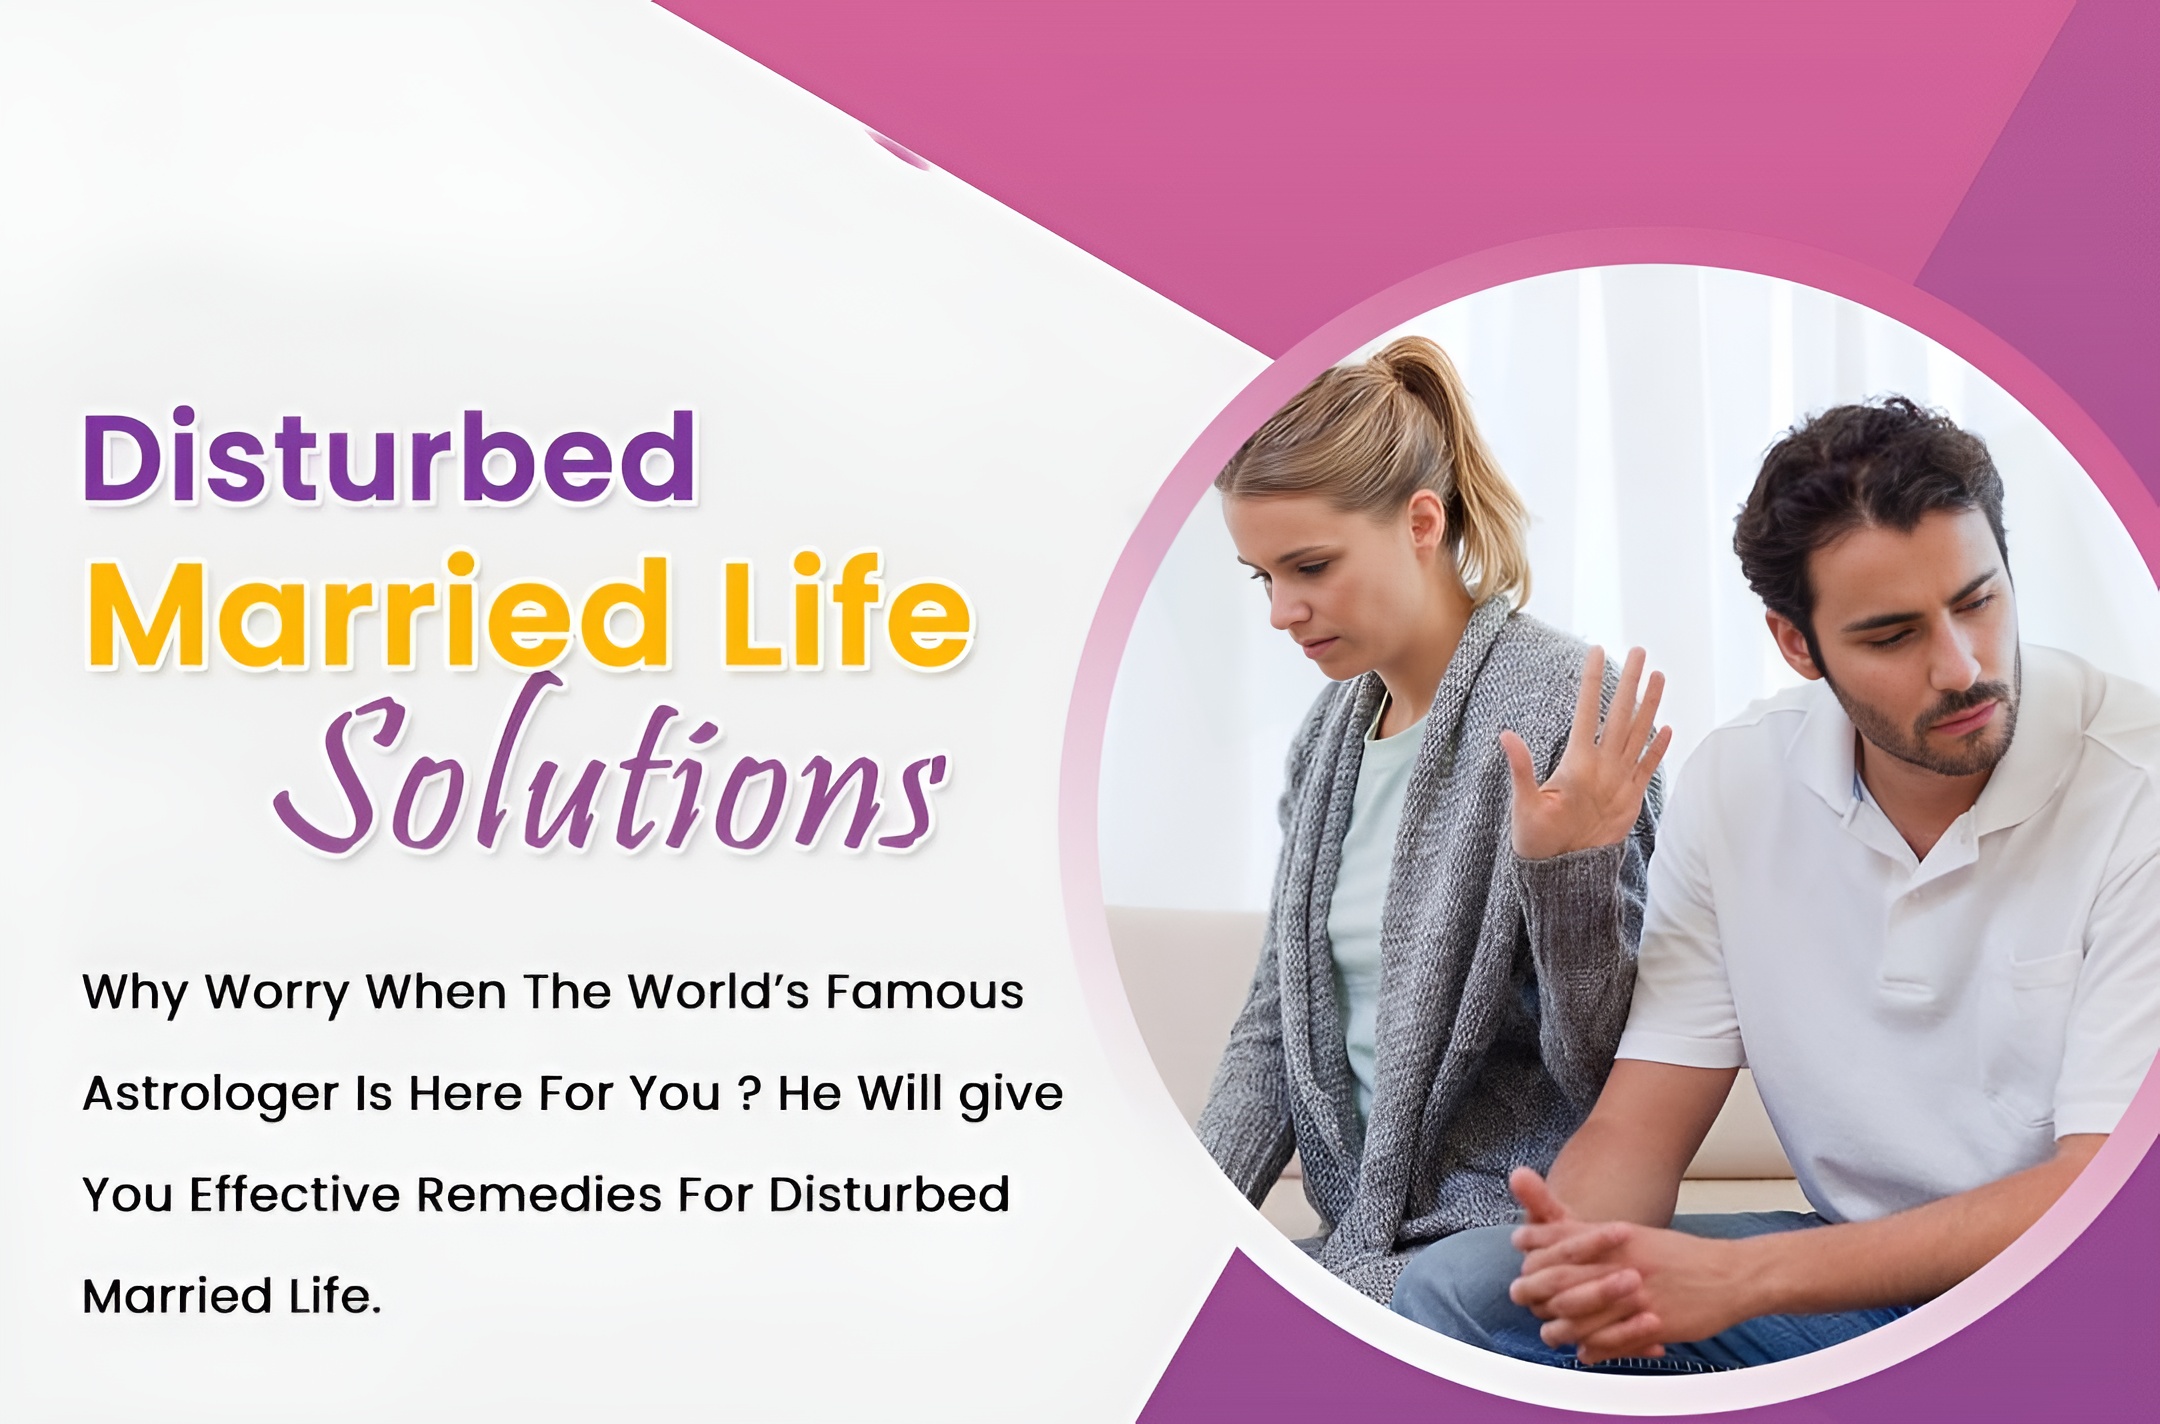 Disturbed
Married Life
Solutions
Why Worry When The World’s Famous
Astrologer Is Here For You ? He Will give
You Effective Remedies For Disturbed
Married Life.